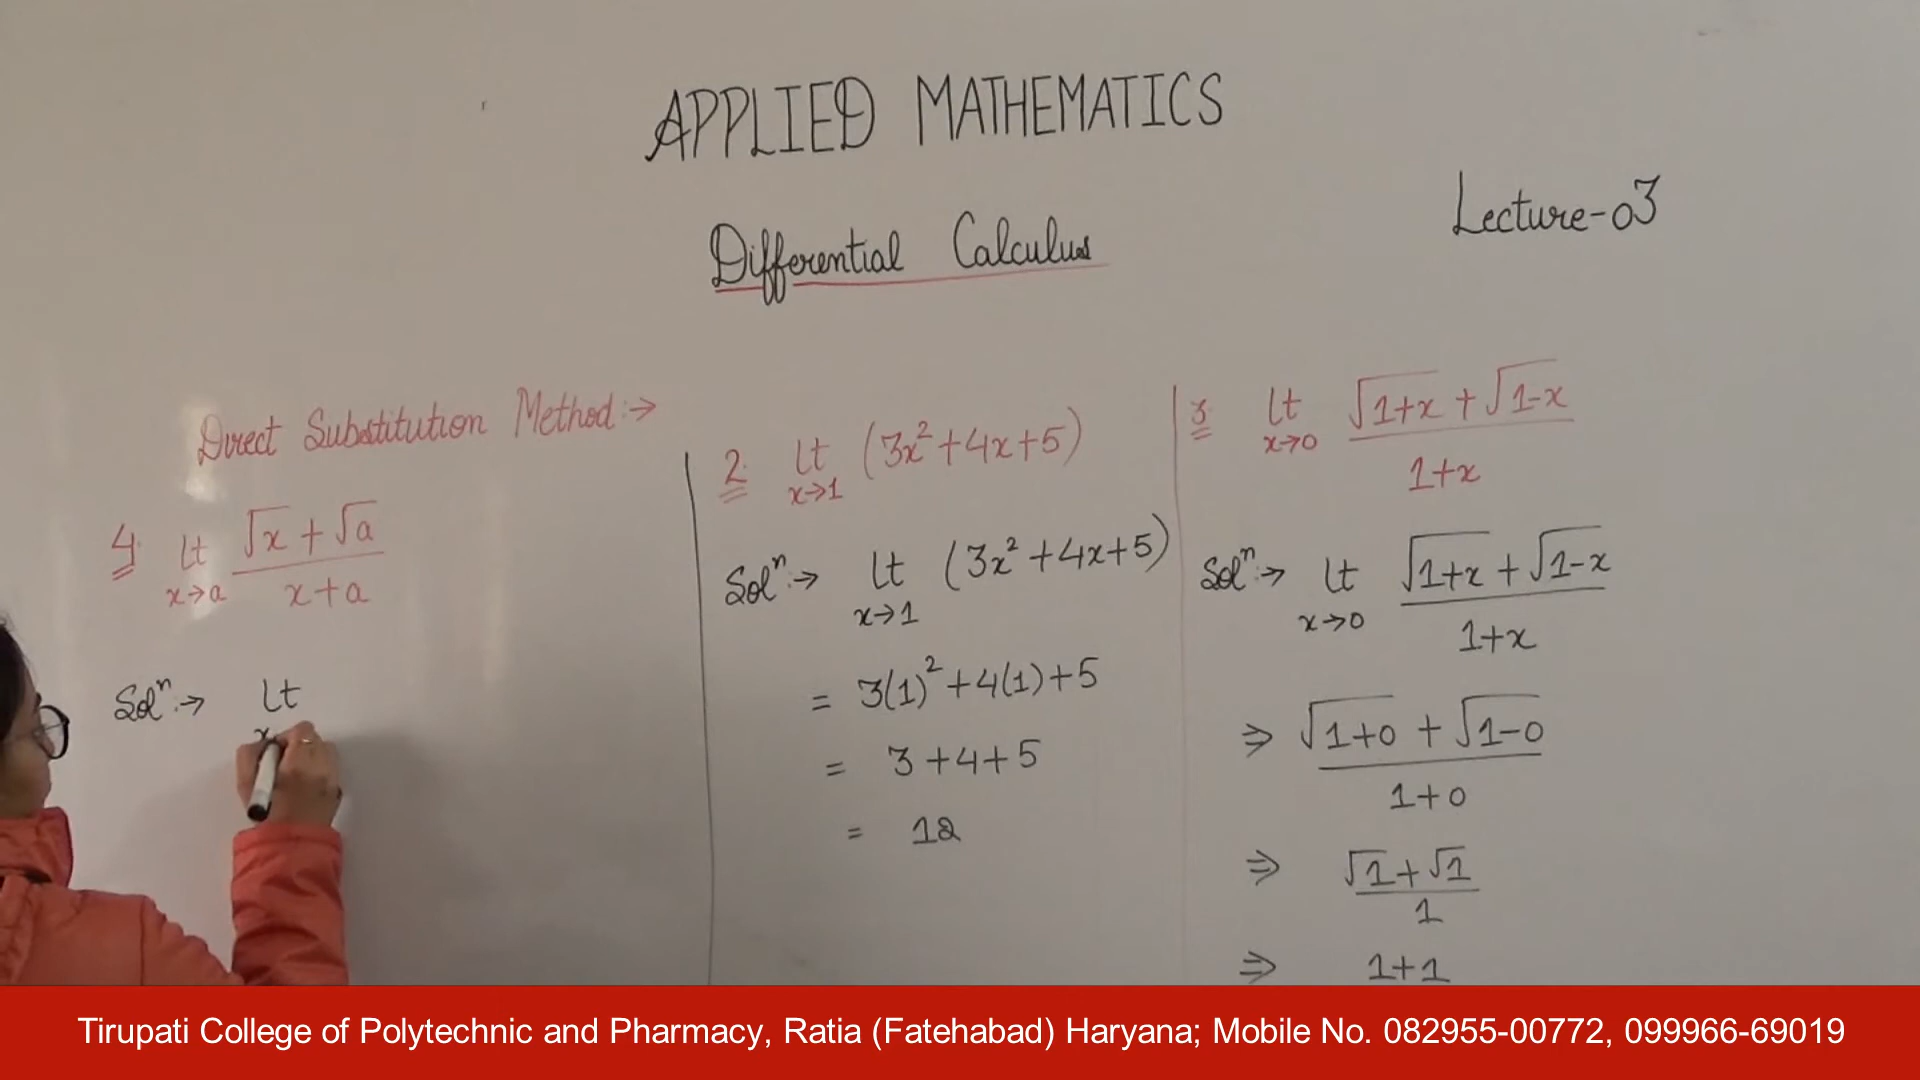 APPLIED MATHEMATICS
Differential Calculus
Lecture-03
Direct Substitution Method:→
4. lt x→a (√x + √a)/(x+a)
Solⁿ:→ lt
x
2. lt x→1 (3x²+4x+5)
Solⁿ:→ lt x→1 (3x²+4x+5)
= 3(1)²+4(1)+5
= 3+4+5
= 12
3. lt x→0 (√1+x + √1-x)/(1+x)
Solⁿ:→ lt x→0 (√1+x + √1-x)/(1+x)
⇒ (√1+0 + √1-0)/(1+0)
⇒ (√1+√1)/1
⇒ 1+1
Tirupati College of Polytechnic and Pharmacy, Ratia (Fatehabad) Haryana; Mobile No. 082955-00772, 099966-69019